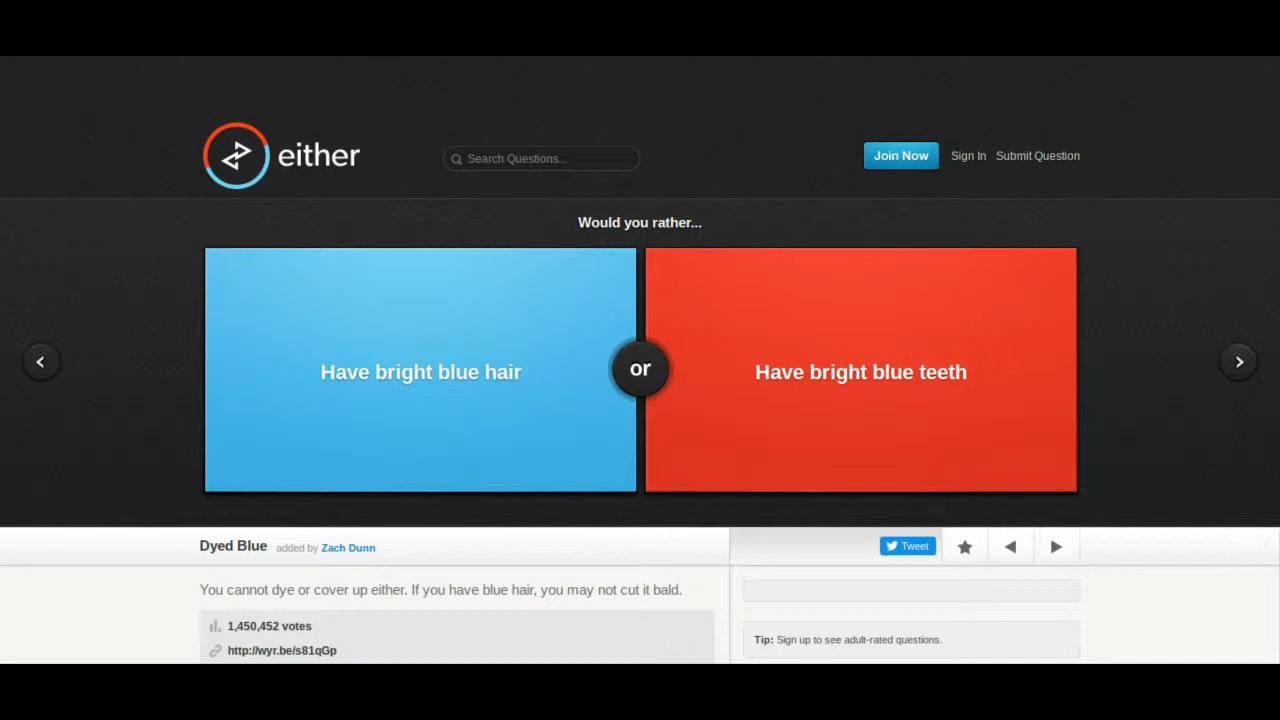 either
Search Questions...
Join Now Sign In Submit Question
Would you rather...
Have bright blue hair or Have bright blue teeth
Dyed Blue added by Zach Dunn
Tweet
You cannot dye or cover up either. If you have blue hair, you may not cut it bald.
1,450,452 votes
http://wyr.be/s81qGp
Tip: Sign up to see adult-rated questions.